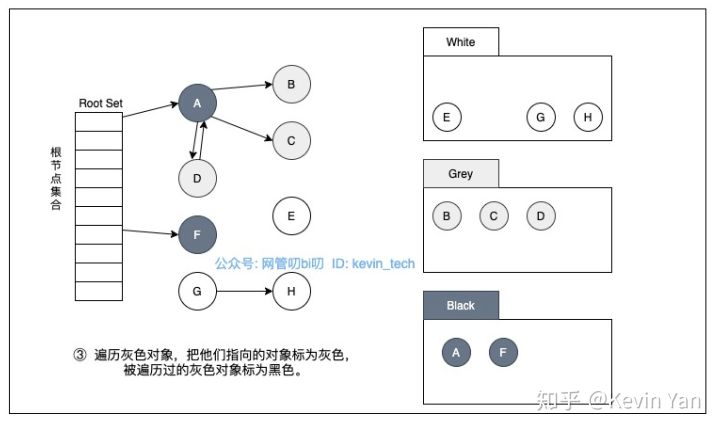 Root Set
根节点集合
A
B
C
D
E
F
G
H
公众号: 网管叨bi叨 ID: kevin_tech
③ 遍历灰色对象，把他们指向的对象标为灰色，
被遍历过的灰色对象标为黑色。
White
E
G
H
Grey
B
C
D
Black
A
F
知乎 @Kevin Yan